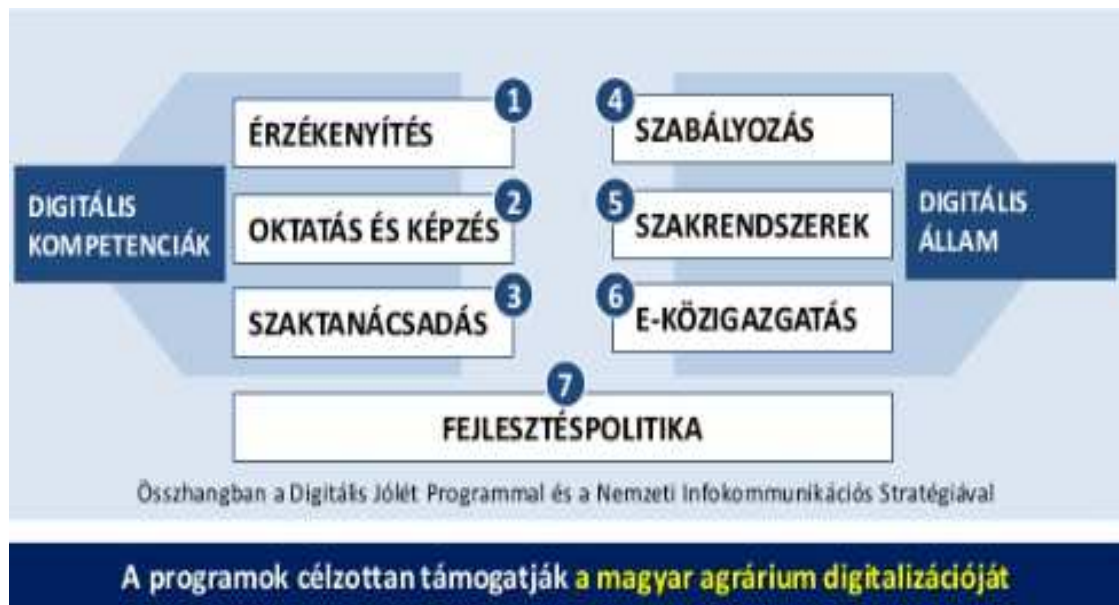 DIGITÁLIS
KOMPETENCIÁK
1
ÉRZÉKENYÍTÉS
2
OKTATÁS ÉS KÉPZÉS
3
SZAKTANÁCSADÁS
4
SZABÁLYOZÁS
5
SZAKRENDSZEREK
6
E-KÖZIGAZGATÁS
DIGITÁLIS
ÁLLAM
7
FEJLESZTÉSPOLITIKA
Összhangban a Digitális Jólét Programmal és a Nemzeti Infokommunikációs Stratégiával
A programok célzottan támogatják a magyar agrárium digitalizációját